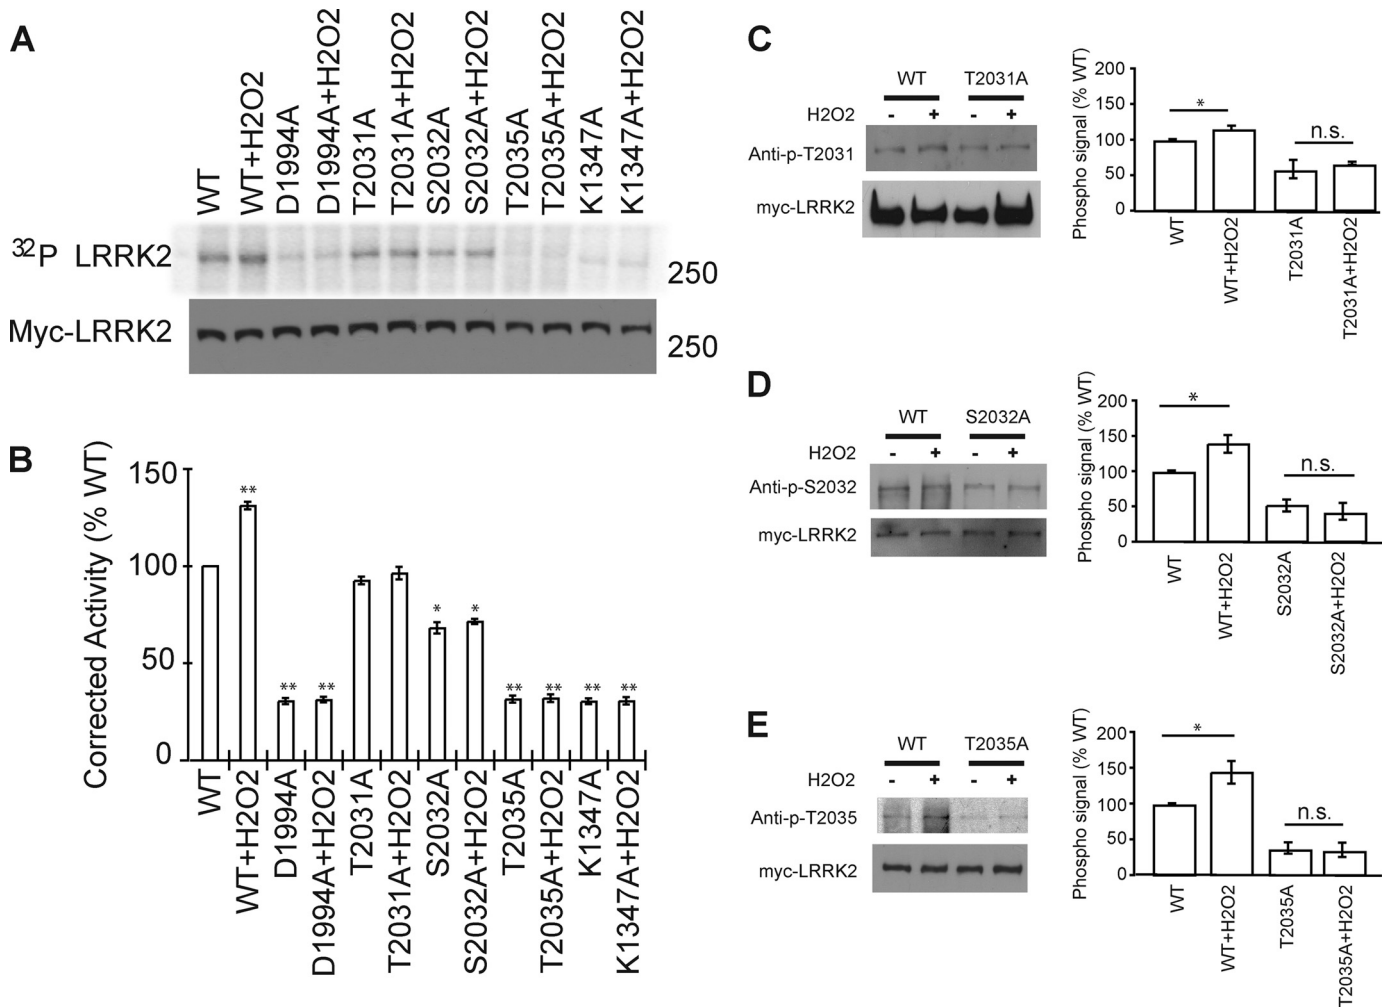 A
WT
WT+H2O2
D1994A
D1994A+H2O2
T2031A
T2031A+H2O2
S2032A
S2032A+H2O2
T2035A
T2035A+H2O2
K1347A
K1347A+H2O2
32P LRRK2
250
Myc-LRRK2
250
B
Corrected Activity (% WT)
150
100
50
0
**
**
**
*
*
**
**
**
**
WT
WT+H2O2
D1994A
D1994A+H2O2
T2031A
T2031A+H2O2
S2032A
S2032A+H2O2
T2035A
T2035A+H2O2
K1347A
K1347A+H2O2
C
WT T2031A
H2O2 - + - +
Anti-p-T2031
myc-LRRK2
Phospho signal (% WT)
200
150
100
50
0
*
n.s.
WT
WT+H2O2
T2031A
T2031A+H2O2
D
WT S2032A
H2O2 - + - +
Anti-p-S2032
myc-LRRK2
Phospho signal (% WT)
200
150
100
50
0
*
n.s.
WT
WT+H2O2
S2032A
S2032A+H2O2
E
WT T2035A
H2O2 - + - +
Anti-p-T2035
myc-LRRK2
Phospho signal (% WT)
200
150
100
50
0
*
n.s.
WT
WT+H2O2
T2035A
T2035A+H2O2